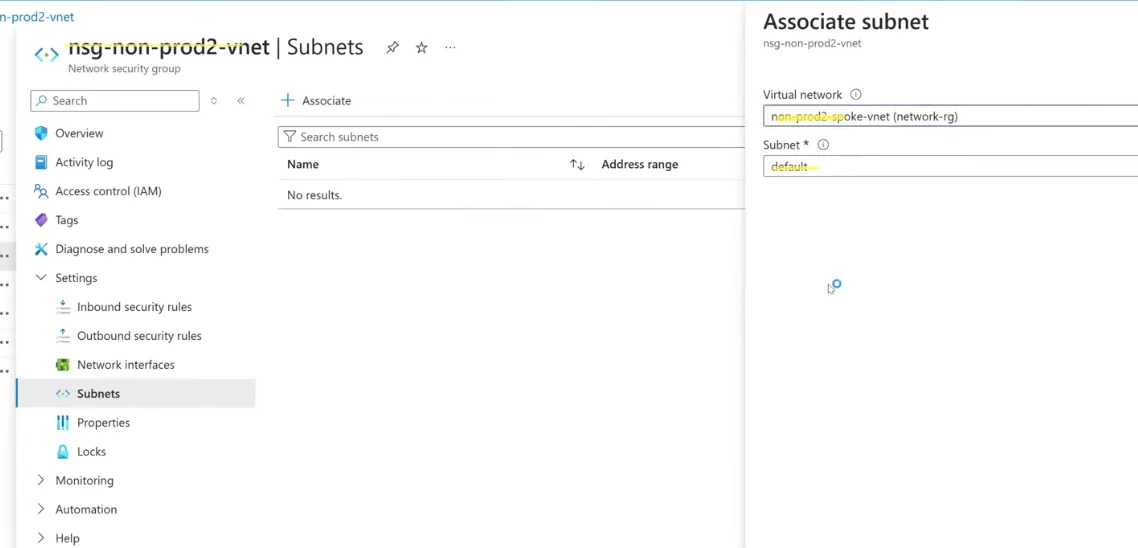 n-prod2-vnet
nsg-non-prod2-vnet | Subnets
Network security group
Search
Overview
Activity log
Access control (IAM)
Tags
Diagnose and solve problems
Settings
Inbound security rules
Outbound security rules
Network interfaces
Subnets
Properties
Locks
Monitoring
Automation
Help
Associate
Search subnets
Name Address range
No results.
Associate subnet
nsg-non-prod2-vnet
Virtual network
non-prod2-spoke-vnet (network-rg)
Subnet *
default